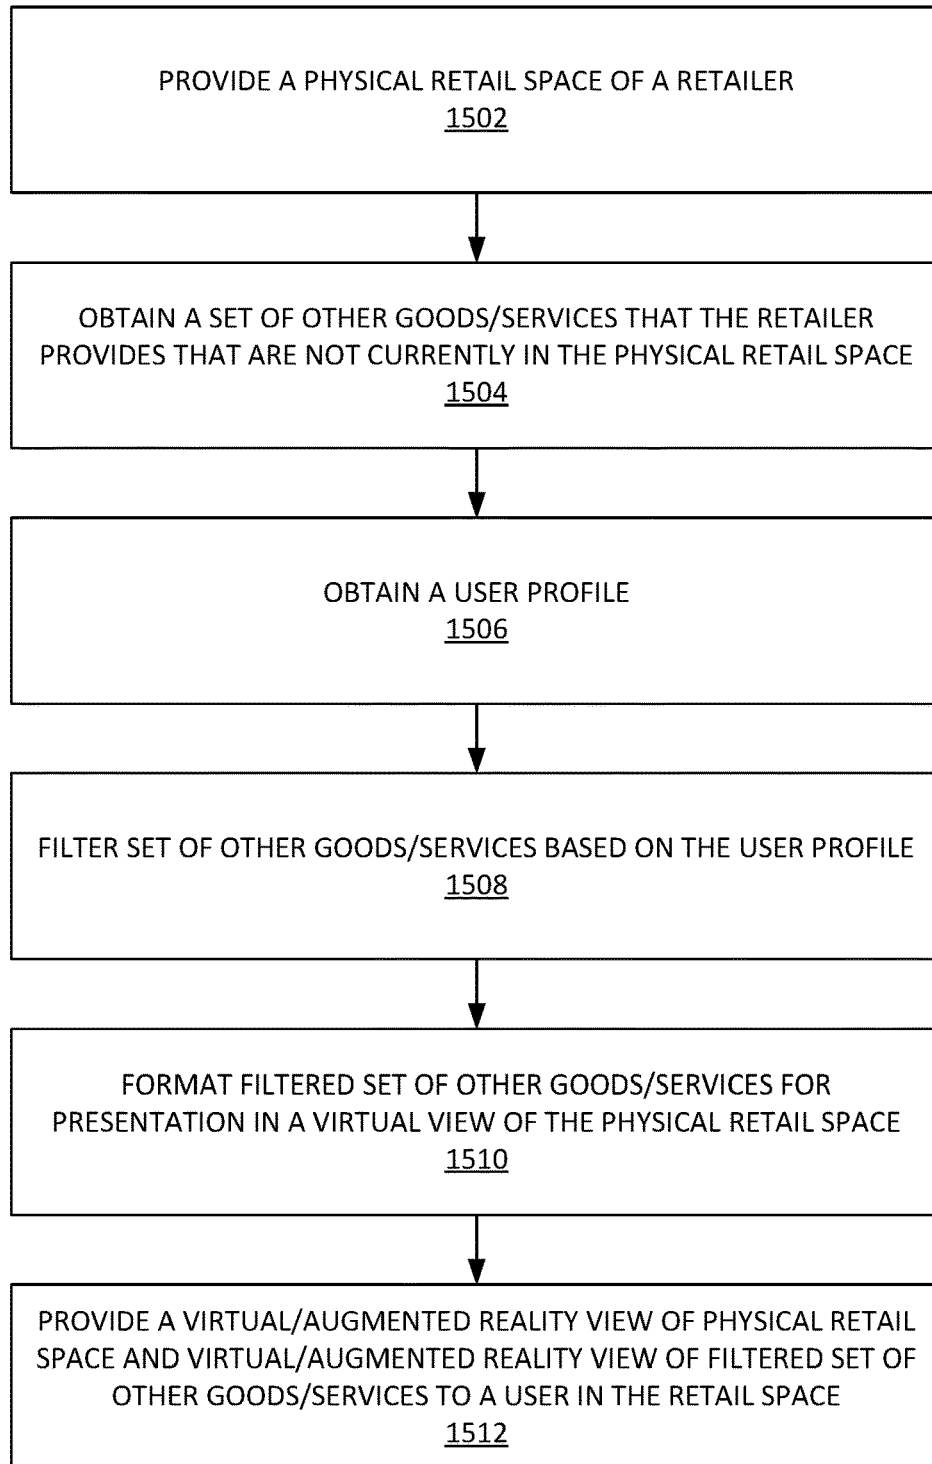 PROVIDE A PHYSICAL RETAIL SPACE OF A RETAILER
1502
OBTAIN A SET OF OTHER GOODS/SERVICES THAT THE RETAILER
PROVIDES THAT ARE NOT CURRENTLY IN THE PHYSICAL RETAIL SPACE
1504
OBTAIN A USER PROFILE
1506
FILTER SET OF OTHER GOODS/SERVICES BASED ON THE USER PROFILE
1508
FORMAT FILTERED SET OF OTHER GOODS/SERVICES FOR
PRESENTATION IN A VIRTUAL VIEW OF THE PHYSICAL RETAIL SPACE
1510
PROVIDE A VIRTUAL/AUGMENTED REALITY VIEW OF PHYSICAL RETAIL
SPACE AND VIRTUAL/AUGMENTED REALITY VIEW OF FILTERED SET OF
OTHER GOODS/SERVICES TO A USER IN THE RETAIL SPACE
1512